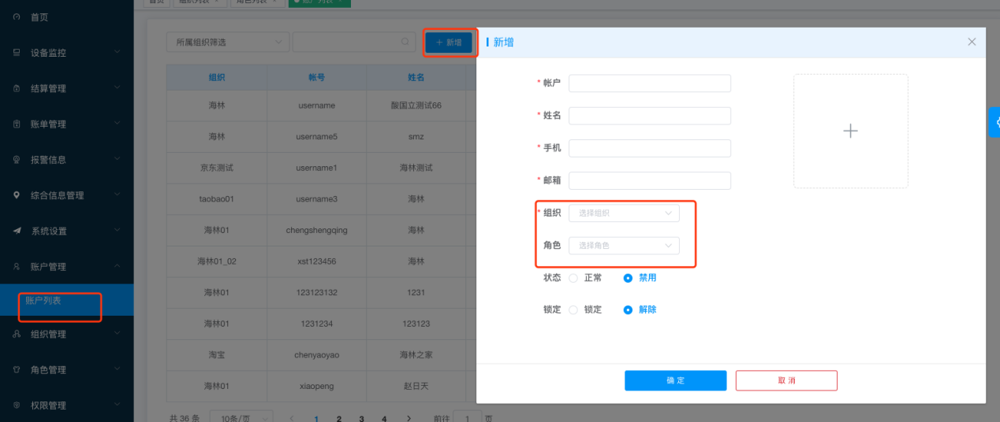 首页 组织列表 × 角色列表 × 账户列表 ×
首页
设备监控
结算管理
账单管理
报警信息
综合信息管理
系统设置
账户管理
账户列表
组织管理
角色管理
权限管理
所属组织筛选
+ 新增
组织 帐号 姓名
海林 username 酸国立测试66
海林 username5 smz
京东测试 username1 海林测试
taobao01 username3 海林
海林01 chengshengqing 海林
海林01_02 xst123456 海林
海林01 123123132 1231
海林01 1231234 123123
淘宝 chenyaoyao 海林之家
海林01 xiaopeng 赵日天
共 36 条 10条/页 1 2 3 4 前往 1 页
新增
* 帐户
* 姓名
* 手机
* 邮箱
* 组织 选择组织
角色 选择角色
状态 正常 禁用
锁定 锁定 解除
确 定 取 消